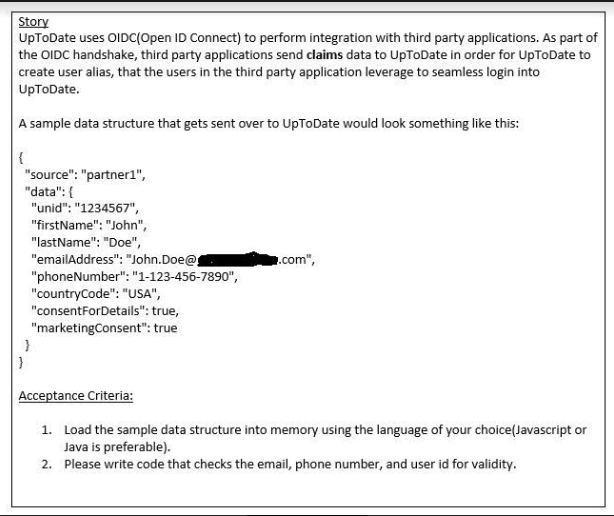 Story
UpToDate uses OIDC(Open ID Connect) to perform integration with third party applications. As part of
the OIDC handshake, third party applications send claims data to UpToDate in order for UpToDate to
create user alias, that the users in the third party application leverage to seamless login into
UpToDate.
A sample data structure that gets sent over to UpToDate would look something like this:
{
"source": "partner1",
"data": {
"unid": "1234567",
"firstName": "John",
"lastName": "Doe",
"emailAddress": "John.Doe@ .com",
"phoneNumber": "1-123-456-7890",
"countryCode": "USA",
"consentForDetails": true,
"marketingConsent": true
}
}
Acceptance Criteria:
1. Load the sample data structure into memory using the language of your choice(Javascript or
Java is preferable).
2. Please write code that checks the email, phone number, and user id for validity.